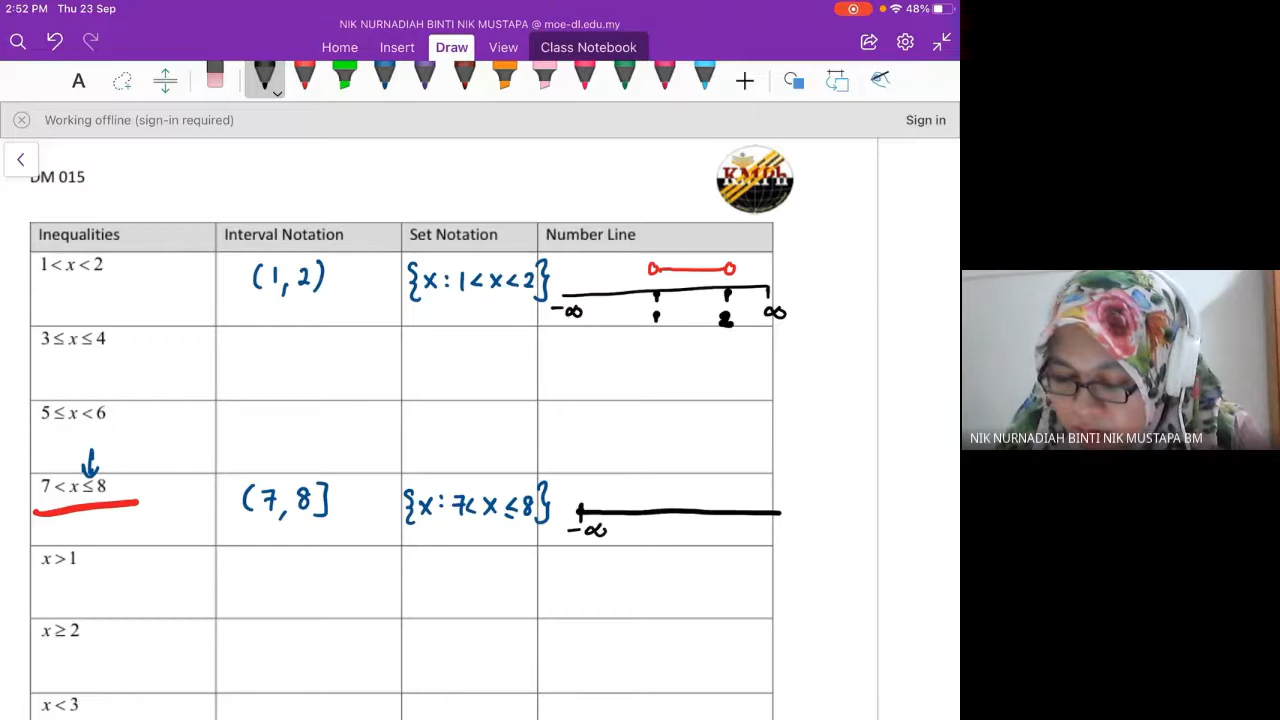 2:52 PM Thu 23 Sep
48%
NIK NURNADIAH BINTI NIK MUSTAPA @ moe-dl.edu.my
Home Insert Draw View Class Notebook
A
Working offline (sign-in required) Sign in
DM 015
KMPh
Inequalities Interval Notation Set Notation Number Line
1 < x < 2 (1, 2) {x : 1 < x < 2}
-∞ 1 2 ∞
3 ≤ x ≤ 4
5 ≤ x < 6
7 < x ≤ 8 (7, 8] {x : 7 < x ≤ 8}
-∞
x > 1
x ≥ 2
x < 3
NIK NURNADIAH BINTI NIK MUSTAPA BM